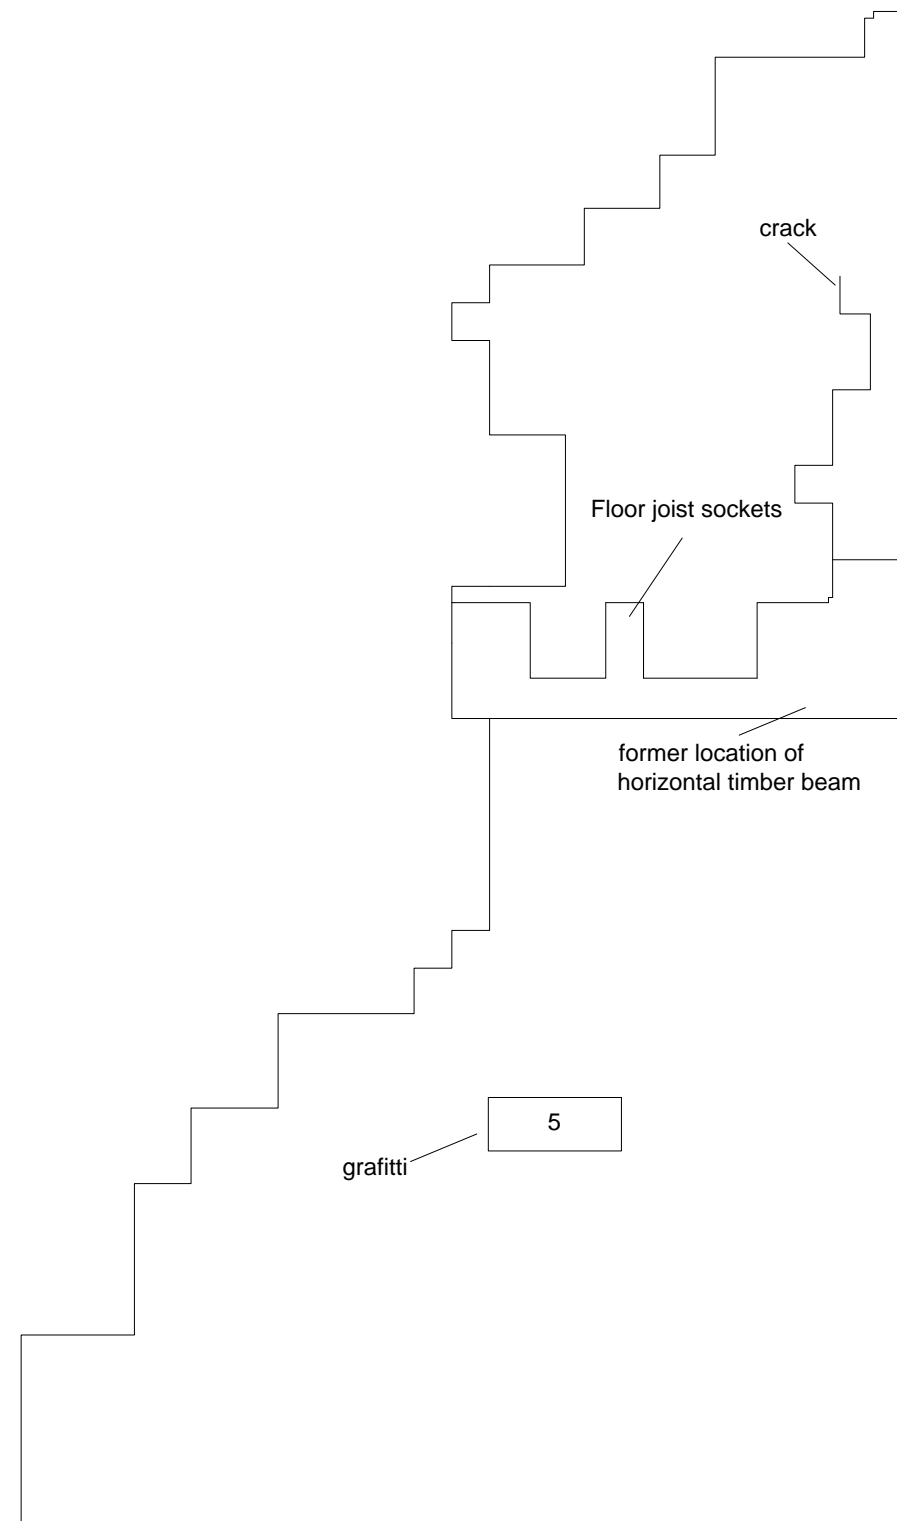 crack
Floor joist sockets
former location of
horizontal timber beam
5
grafitti